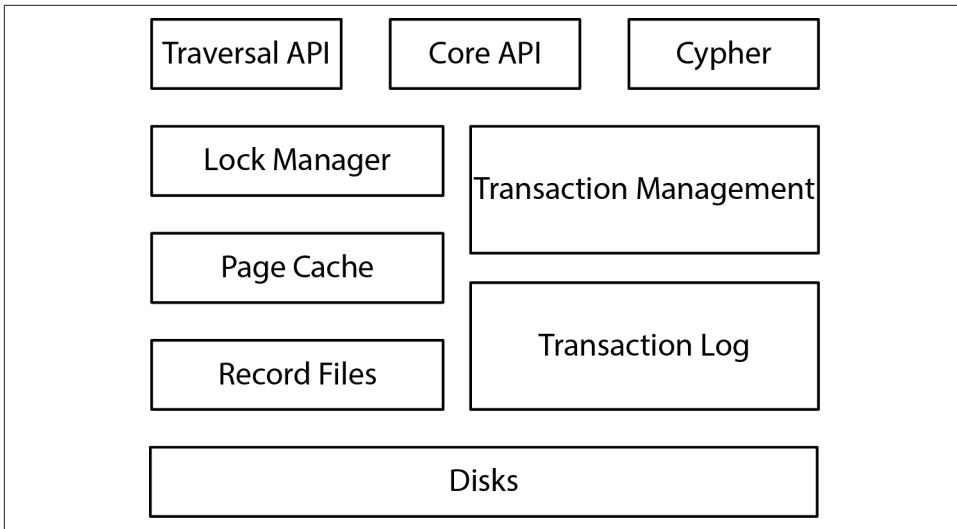 Traversal API
Core API
Cypher
Lock Manager
Transaction Management
Page Cache
Transaction Log
Record Files
Disks